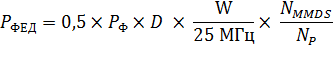 P_ФЕД = 0,5 × P_Ф × D × W / 25 МГц × N_MMDS / N_P